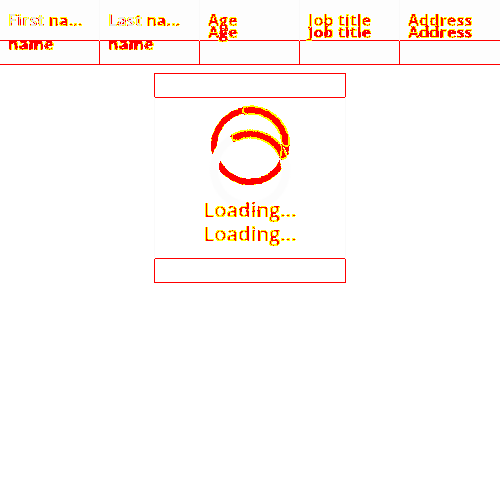 First na... Last na... Age Job title Address
name name Age Job title Address
Loading...
Loading...